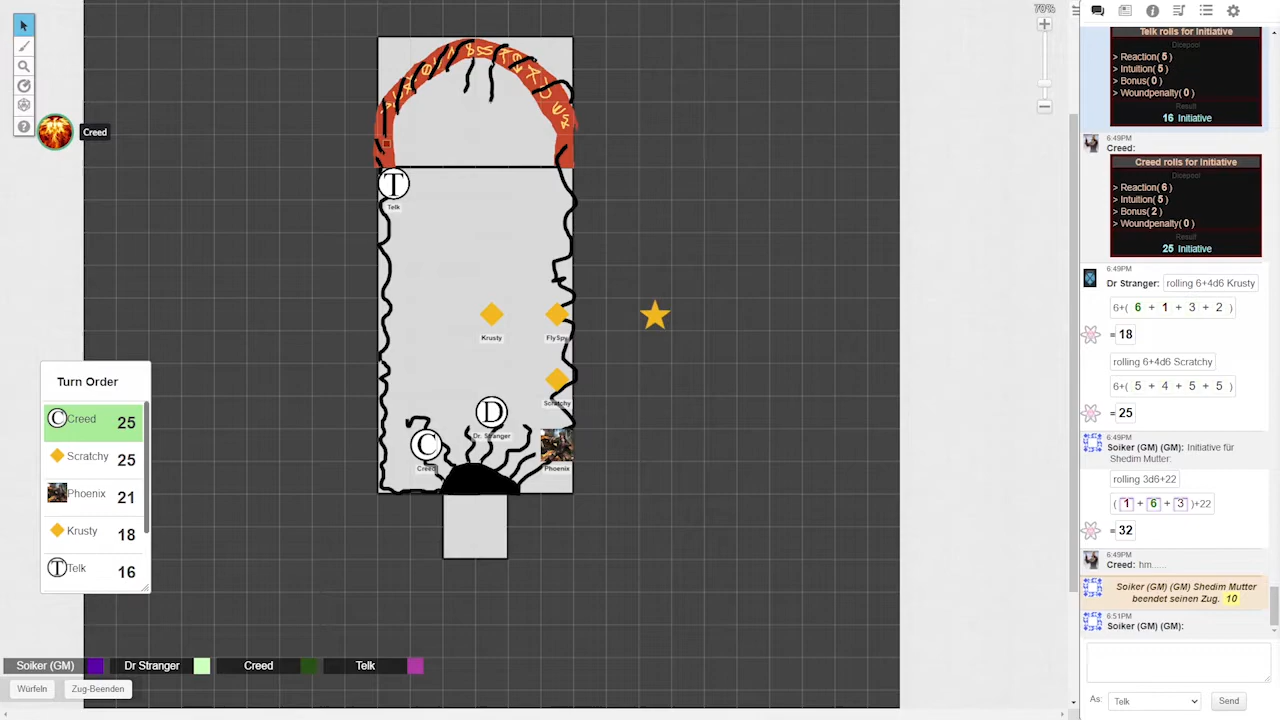 78%
Creed
T
Telk
Krusty
FlySpy
Scratchy
D
Dr. Stranger
C
Creed
Phoenix
Turn Order
C Creed 25
Scratchy 25
Phoenix 21
Krusty 18
T Telk 16
Soiker (GM)
Dr Stranger
Creed
Telk
Würfeln
Zug-Beenden
Telk rolls for Initiative
Dicepool
> Reaction( 5 )
> Intuition( 5 )
> Bonus( 0 )
> Woundpenalty( 0 )
Result
16 Initiative
6:49PM
Creed:
Creed rolls for Initiative
Dicepool
> Reaction( 6 )
> Intuition( 5 )
> Bonus( 2 )
> Woundpenalty( 0 )
Result
25 Initiative
6:49PM
Dr Stranger: rolling 6+4d6 Krusty
6+( 6 + 1 + 3 + 2 )
= 18
rolling 6+4d6 Scratchy
6+( 5 + 4 + 5 + 5 )
= 25
6:49PM
Soiker (GM) (GM): Initiative für
Shedim Mutter:
rolling 3d6+22
( 1 + 6 + 3 )+22
= 32
6:49PM
Creed: hm......
Soiker (GM) (GM) Shedim Mutter
beendet seinen Zug. 10
6:51PM
Soiker (GM) (GM):
As: Telk
Send